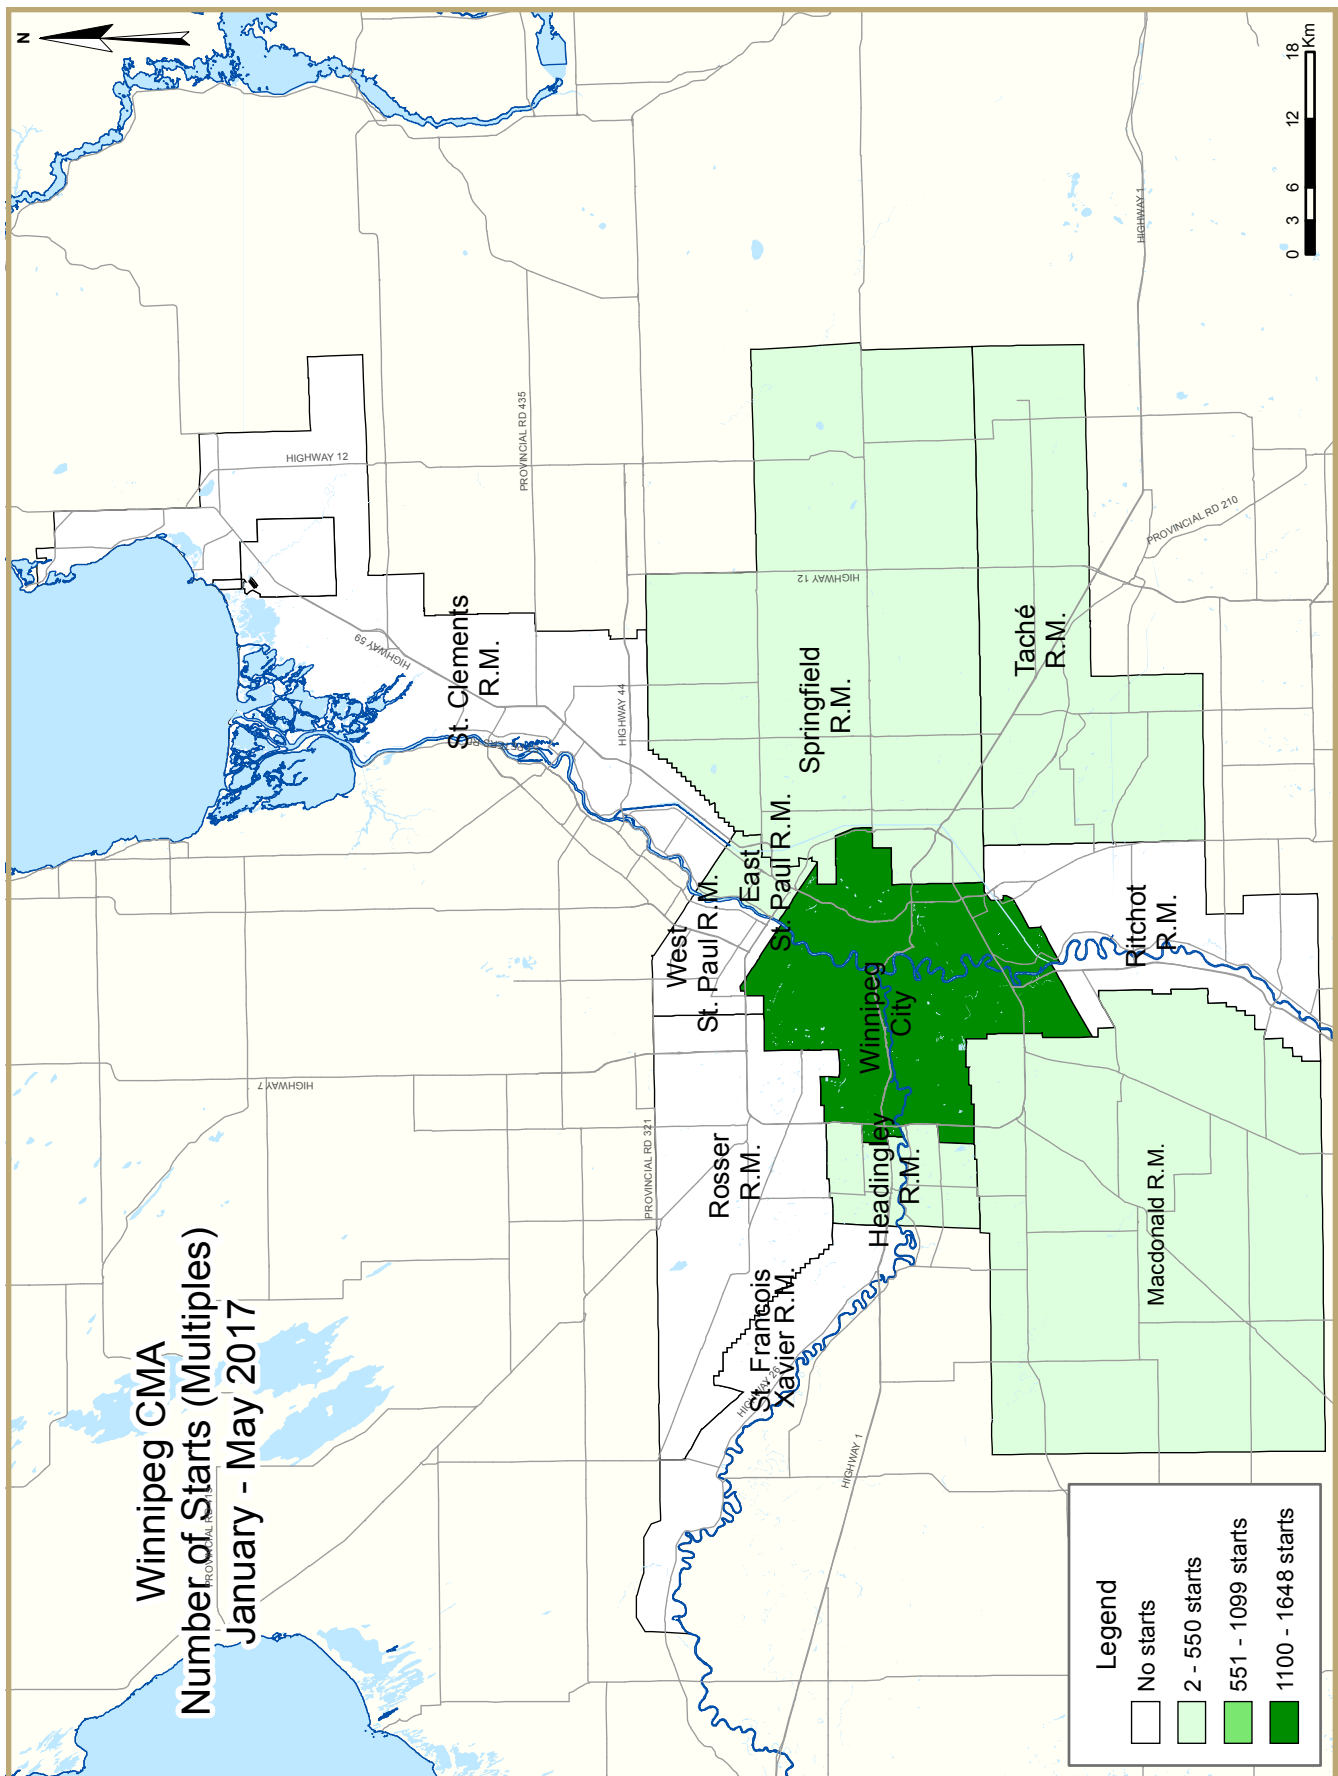 Winnipeg CMA
Number of Starts (Multiples)
January - May 2017
N
PROVINCIAL RD 415
HIGHWAY 7
PROVINCIAL RD 321
HIGHWAY 12
PROVINCIAL RD 435
HIGHWAY 59
HIGHWAY 44
St. Clements
R.M.
West
St. Paul R.M.
East
St. Paul R.M.
Rosser
R.M.
St. Francois
Xavier R.M.
HIGHWAY 26
Springfield
R.M.
HIGHWAY 12
Winnipeg
City
Headingley
R.M.
HIGHWAY 1
Taché
R.M.
Ritchot
R.M.
Macdonald R.M.
PROVINCIAL RD 210
HIGHWAY 1
Legend
No starts
2 - 550 starts
551 - 1099 starts
1100 - 1648 starts
0 3 6 12 18
Km